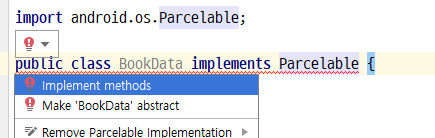 import android.os.Parcelable;
public class BookData implements Parcelable {
Implement methods
Make 'BookData' abstract
Remove Parcelable Implementation